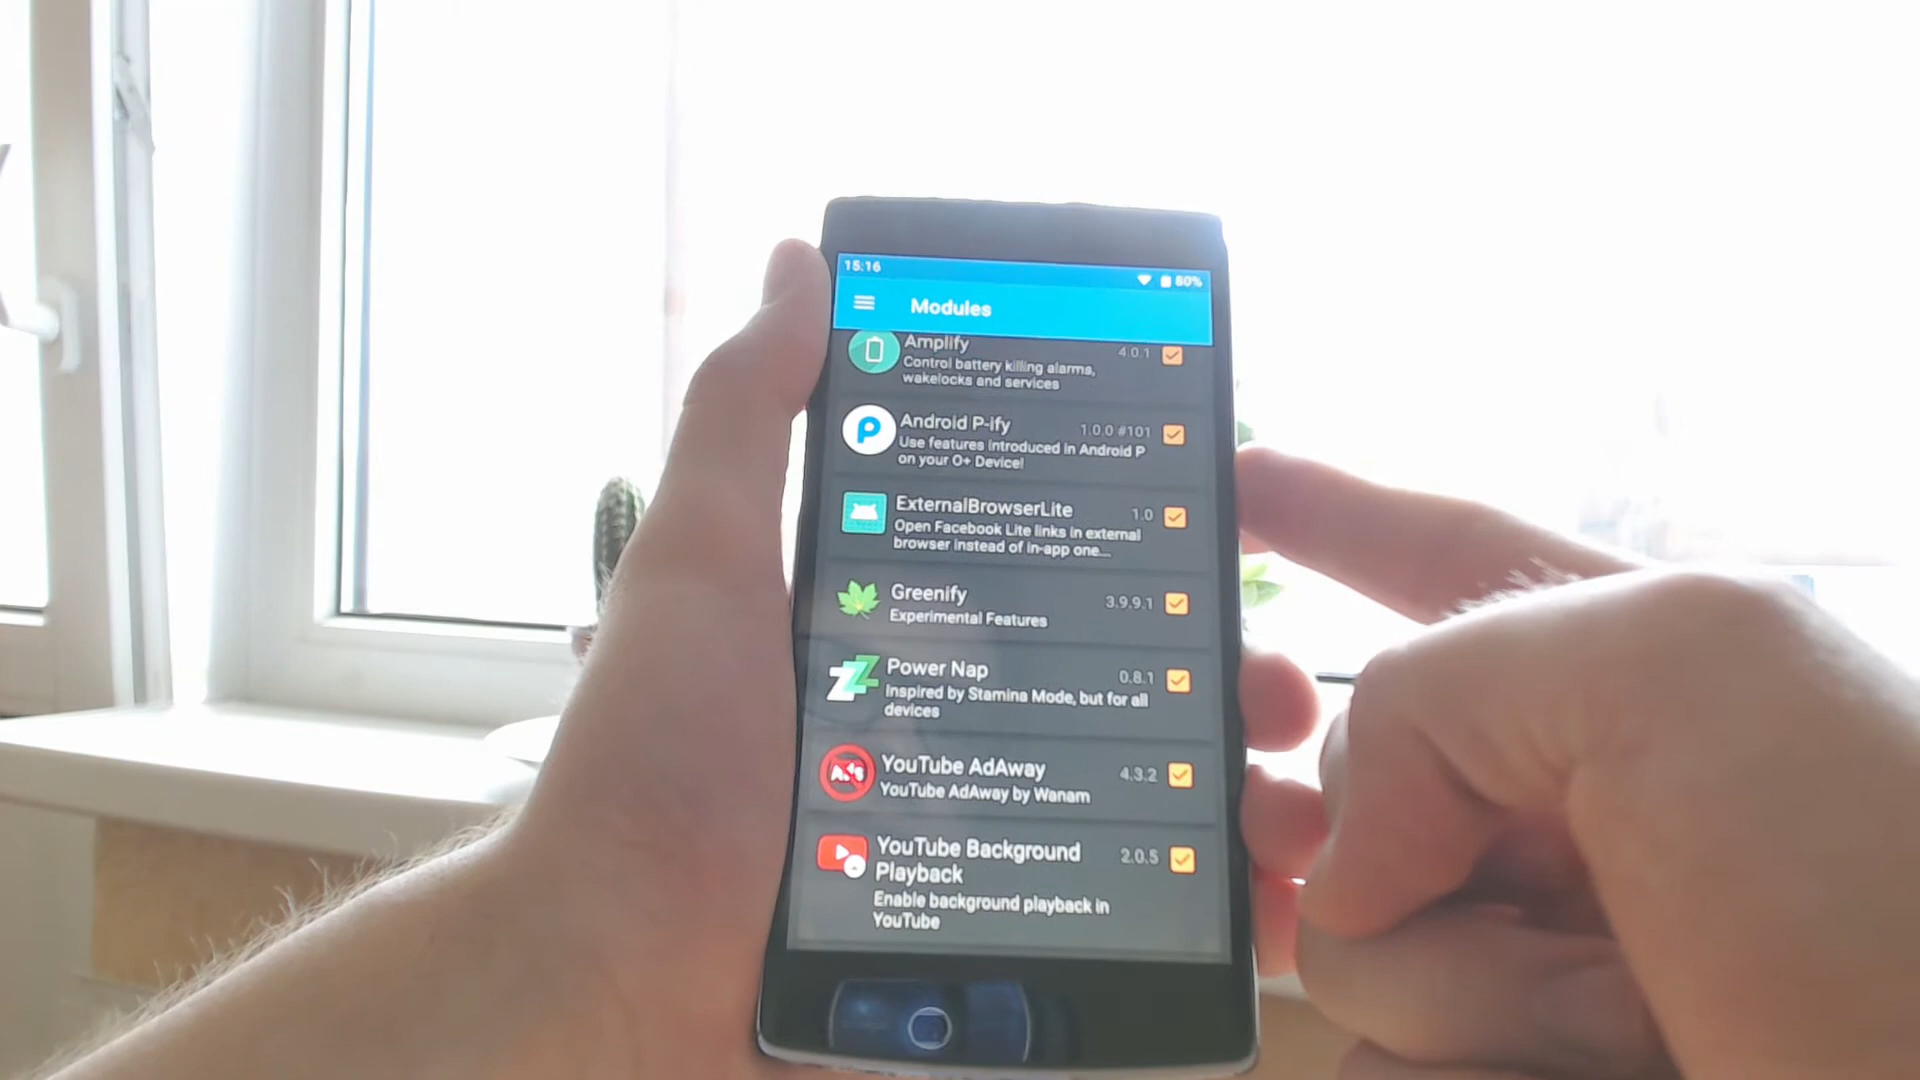 15:16
80%
Modules
Amplify
4.0.1
Control battery killing alarms,
wakelocks and services
P
Android P-ify
1.0.0 #101
Use features introduced in Android P
on your O+ Device!
ExternalBrowserLite
1.0
Open Facebook Lite links in external
browser instead of in-app one...
Greenify
3.9.9.1
Experimental Features
Power Nap
0.8.1
Inspired by Stamina Mode, but for all
devices
Ads
YouTube AdAway
4.3.2
YouTube AdAway by Wanam
YouTube Background
Playback
2.0.5
Enable background playback in
YouTube